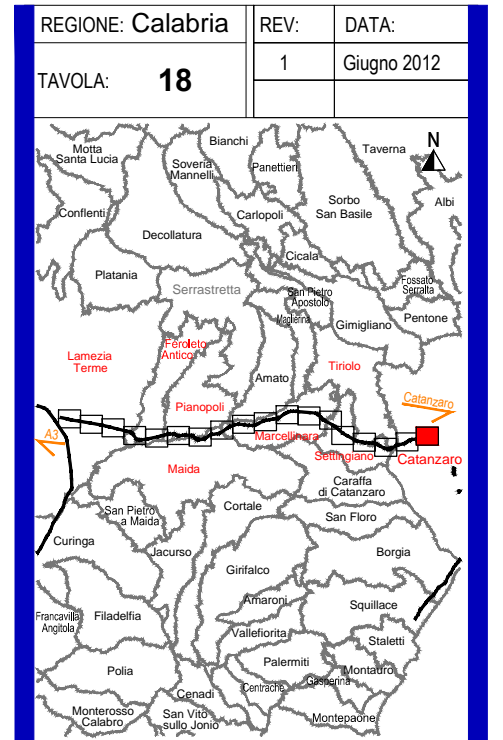 REGIONE: Calabria
REV:
DATA:
TAVOLA: 18
1
Giugno 2012
N
Motta
Santa Lucia
Bianchi
Soveria
Mannelli
Panettieri
Taverna
Conflenti
Carlopoli
Sorbo
San Basile
Albi
Decollatura
Cicala
Platania
Serrastretta
San Pietro
Apostolo
Fossato
Serralta
Maglierina
Gimigliano
Pentone
Lamezia
Terme
Feroleto
Antico
Amato
Tiriolo
Pianopoli
Catanzaro
A3
Marcellinara
Settingiano
Catanzaro
Maida
Caraffa
di Catanzaro
San Pietro
a Maida
Cortale
San Floro
Curinga
Jacurso
Borgia
Girifalco
Amaroni
Squillace
Francavilla
Angitola
Filadelfia
Vallefiorita
Staletti
Palermiti
Montauro
Polia
Gasperina
Cenadi
Centrache
Monterosso
Calabro
San Vito
sullo Jonio
Montepaone